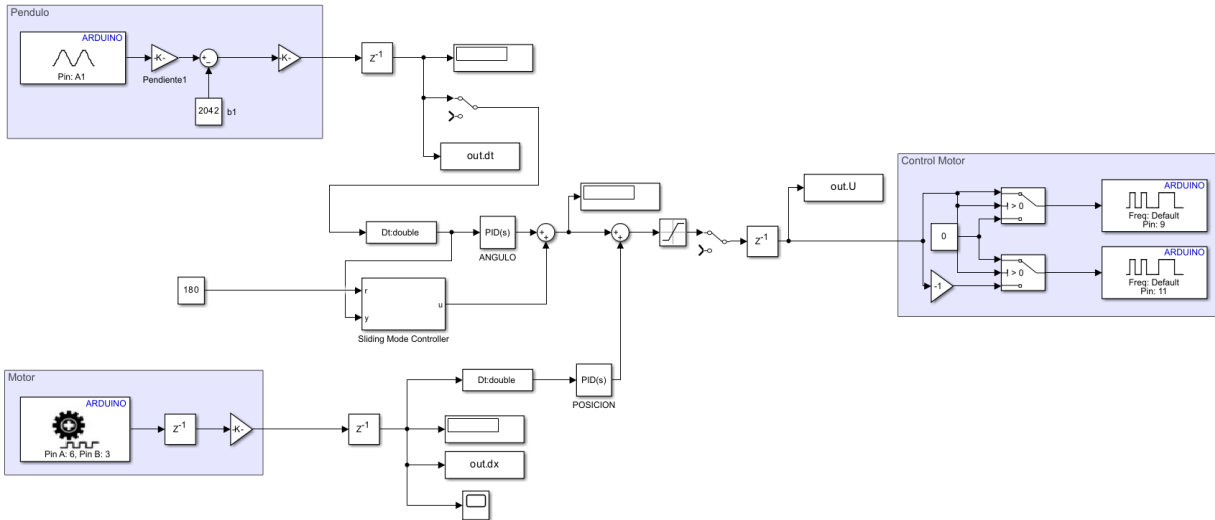 Pendulo
ARDUINO
Pin: A1
-K-
Pendiente1
+
-
2042
b1
-K-
Z-1
out.dt
Dt:double
PID(s)
ANGULO
+
+
+
+
180
r
y
u
Sliding Mode Controller
Z-1
out.U
Control Motor
> 0
0
> 0
-1
ARDUINO
Freq: Default
Pin: 9
ARDUINO
Freq: Default
Pin: 11
Motor
ARDUINO
Pin A: 6, Pin B: 3
Z-1
-K-
Z-1
Dt:double
PID(s)
POSICION
out.dx